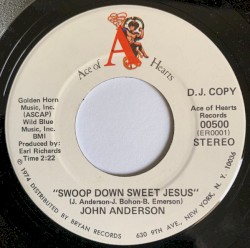 Ace of Hearts
A
D.J. COPY
Golden Horn
Music, Inc.
(ASCAP)
Wild Blue
Music, Inc.
BMI
Produced by:
Earl Richards
Time 2:22
Ace of Hearts
Records
00500
(ER0001)
STEREO
"SWOOP DOWN SWEET JESUS"
(J. Anderson-J. Bohon-B. Emerson)
JOHN ANDERSON
℗ 1974 DISTRIBUTED BY BRYAN RECORDS 630 9TH AVE., NEW YORK, N.Y. 10036